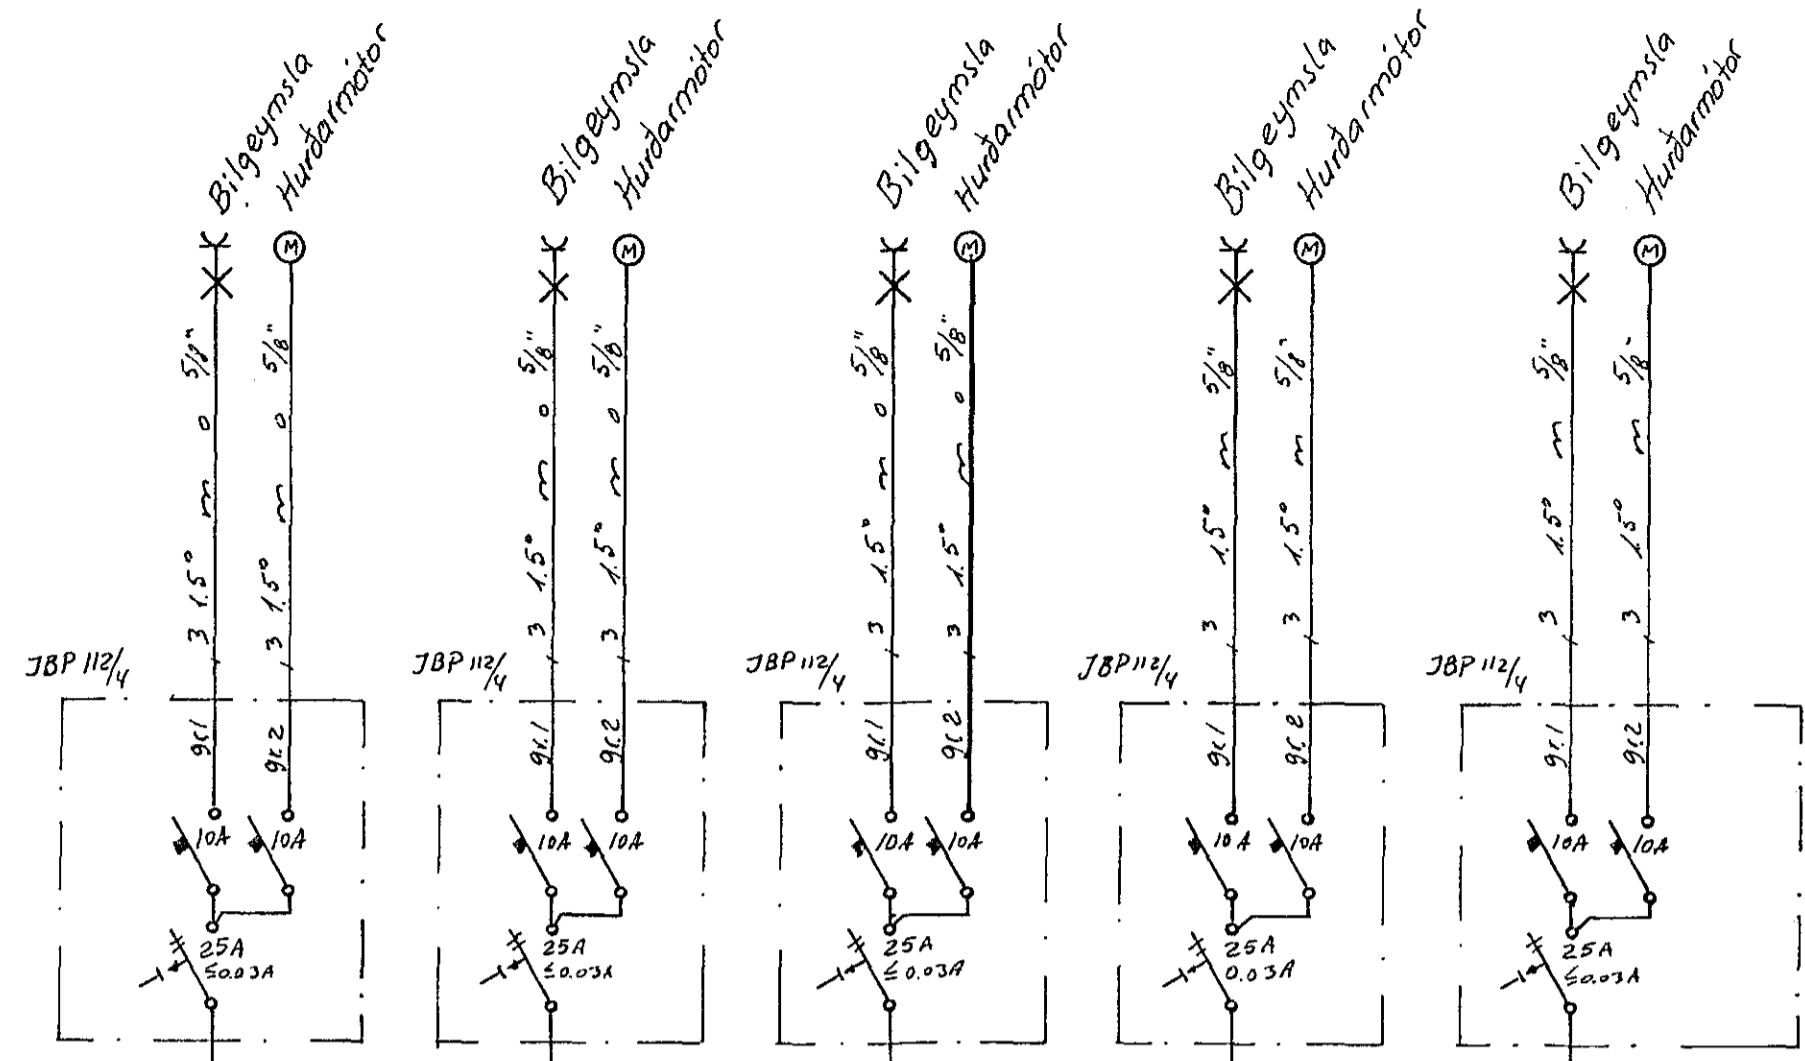 Bílgeymsla
Hurðarmótor
M
5/8" 5/8"
o o
m m
1.5° 1.5°
3 3
JBP 112/4
gr.1 gr.2
10A 10A
25A
≤0.03A
Bílgeymsla
Hurðarmótor
M
5/8" 5/8"
o o
m m
1.5° 1.5°
3 3
JBP 112/4
gr.1 gr.2
10A 10A
25A
≤0.03A
Bílgeymsla
Hurðarmótor
M
5/8" 5/8"
o o
m m
1.5° 1.5°
3 3
JBP 112/4
gr.1 gr.2
10A 10A
25A
≤0.03A
Bílgeymsla
Hurðarmótor
M
5/8" 5/8"
m m
1.5° 1.5°
3 3
JBP 112/4
gr.1 gr.2
10A 10A
25A
0.03A
Bílgeymsla
Hurðarmótor
M
5/8" 5/8"
m m
1.5° 1.5°
3 3
JBP 112/4
gr.1 gr.2
10A 10A
25A
≤0.03A